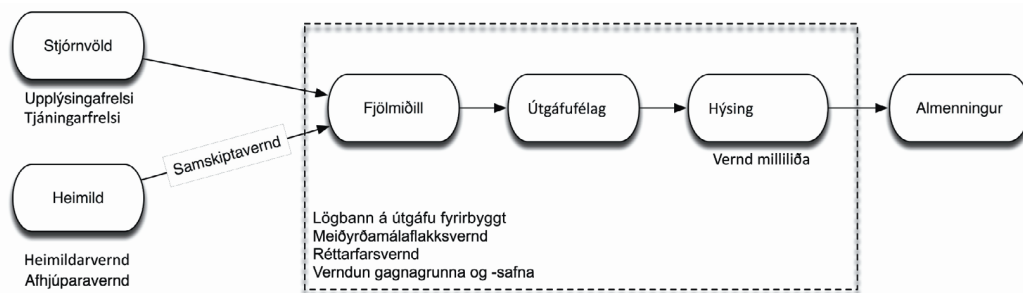 Stjórnvöld
Upplýsingafrelsi
Tjáningarfrelsi
Samskiptavernd
Heimild
Heimildarvernd
Afhjúparavernd
Fjölmiðill
Útgáfufélag
Hýsing
Vernd milliliða
Almenningur
Lögbann á útgáfu fyrirbyggt
Meiðyrðamálaflakksvernd
Réttarfarsvernd
Verndun gagnagrunna og -safna